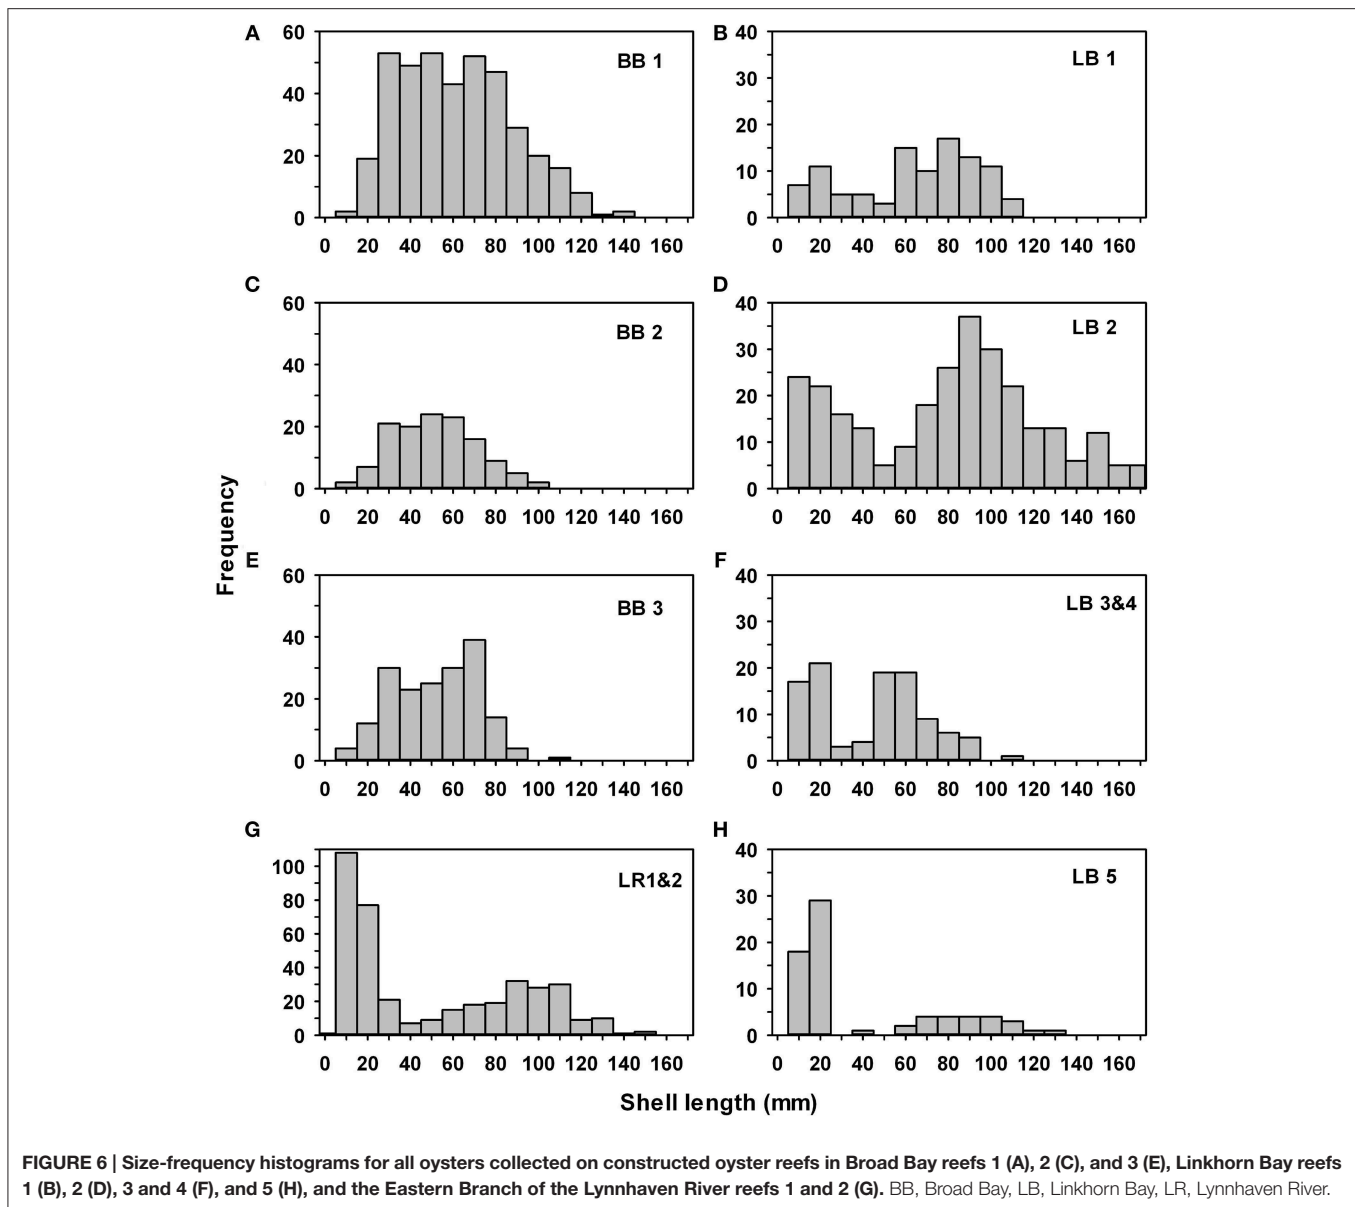 A
BB 1
60
40
20
0
0 20 40 60 80 100 120 140 160
B
LB 1
40
30
20
10
0
0 20 40 60 80 100 120 140 160
C
BB 2
60
40
20
0
0 20 40 60 80 100 120 140 160
D
LB 2
40
30
20
10
0
0 20 40 60 80 100 120 140 160
Frequency
E
BB 3
60
40
20
0
0 20 40 60 80 100 120 140 160
F
LB 3&4
40
30
20
10
0
0 20 40 60 80 100 120 140 160
G
LR1&2
100
80
60
40
20
0
0 20 40 60 80 100 120 140 160
H
LB 5
40
30
20
10
0
0 20 40 60 80 100 120 140 160
Shell length (mm)
FIGURE 6 | Size-frequency histograms for all oysters collected on constructed oyster reefs in Broad Bay reefs 1 (A), 2 (C), and 3 (E), Linkhorn Bay reefs
1 (B), 2 (D), 3 and 4 (F), and 5 (H), and the Eastern Branch of the Lynnhaven River reefs 1 and 2 (G). BB, Broad Bay, LB, Linkhorn Bay, LR, Lynnhaven River.